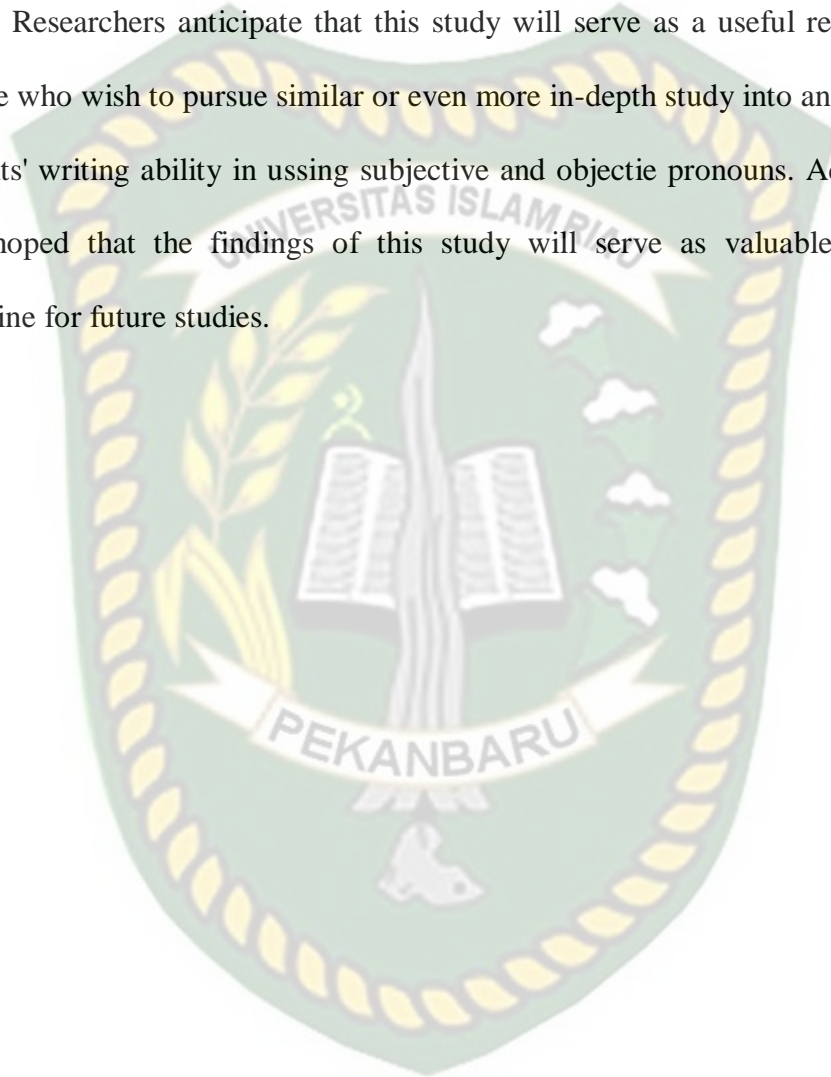 Researchers anticipate that this study will serve as a useful re
e who wish to pursue similar or even more in-depth study into an
ts' writing ability in ussing subjective and objectie pronouns. Ac
hoped that the findings of this study will serve as valuable
ine for future studies.
UNIVERSITAS ISLAM RIAU
PEKANBARU